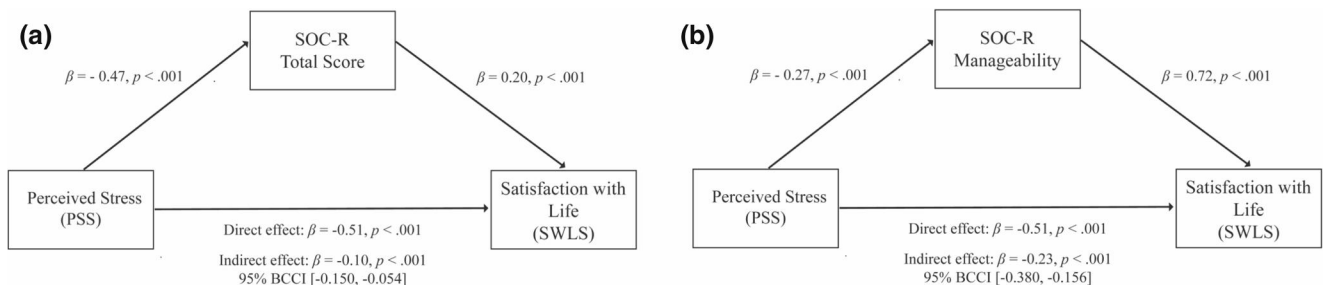 (a)
SOC-R
Total Score
β = - 0.47, p < .001
β = 0.20, p < .001
Perceived Stress
(PSS)
Satisfaction with
Life
(SWLS)
Direct effect: β = -0.51, p < .001
Indirect effect: β = -0.10, p < .001
95% BCCI [-0.150, -0.054]
(b)
SOC-R
Manageability
β = - 0.27, p < .001
β = 0.72, p < .001
Perceived Stress
(PSS)
Satisfaction with
Life
(SWLS)
Direct effect: β = -0.51, p < .001
Indirect effect: β = -0.23, p < .001
95% BCCI [-0.380, -0.156]